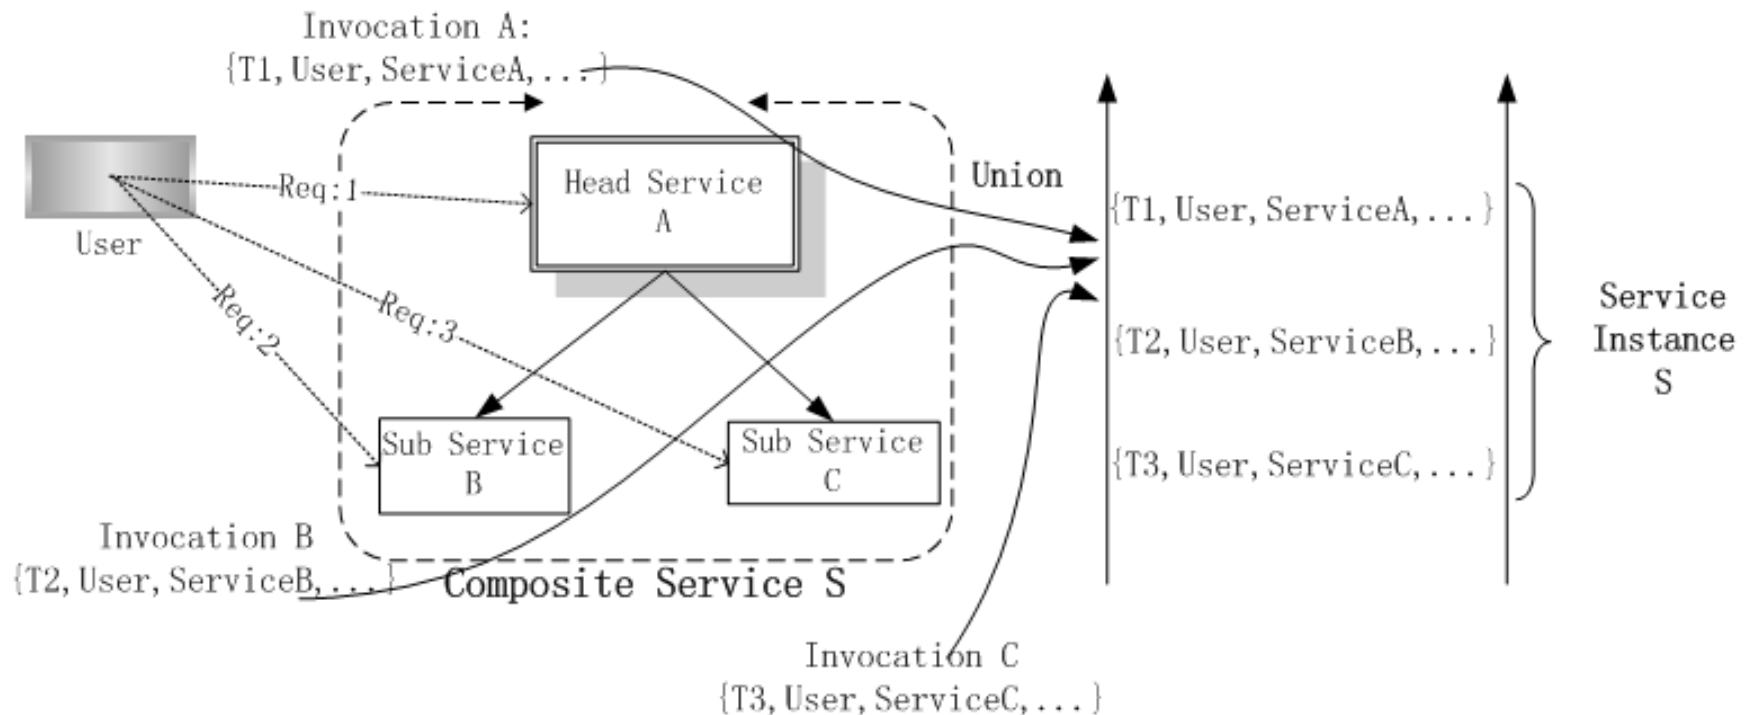 Invocation A:
{T1, User, ServiceA, ... }
User
Req:1
Req:2
Req:3
Head Service
A
Sub Service
B
Sub Service
C
Composite Service S
Invocation B
{T2, User, ServiceB, ... }
Invocation C
{T3, User, ServiceC, ... }
Union
{T1, User, ServiceA, ... }
{T2, User, ServiceB, ... }
{T3, User, ServiceC, ... }
Service
Instance
S